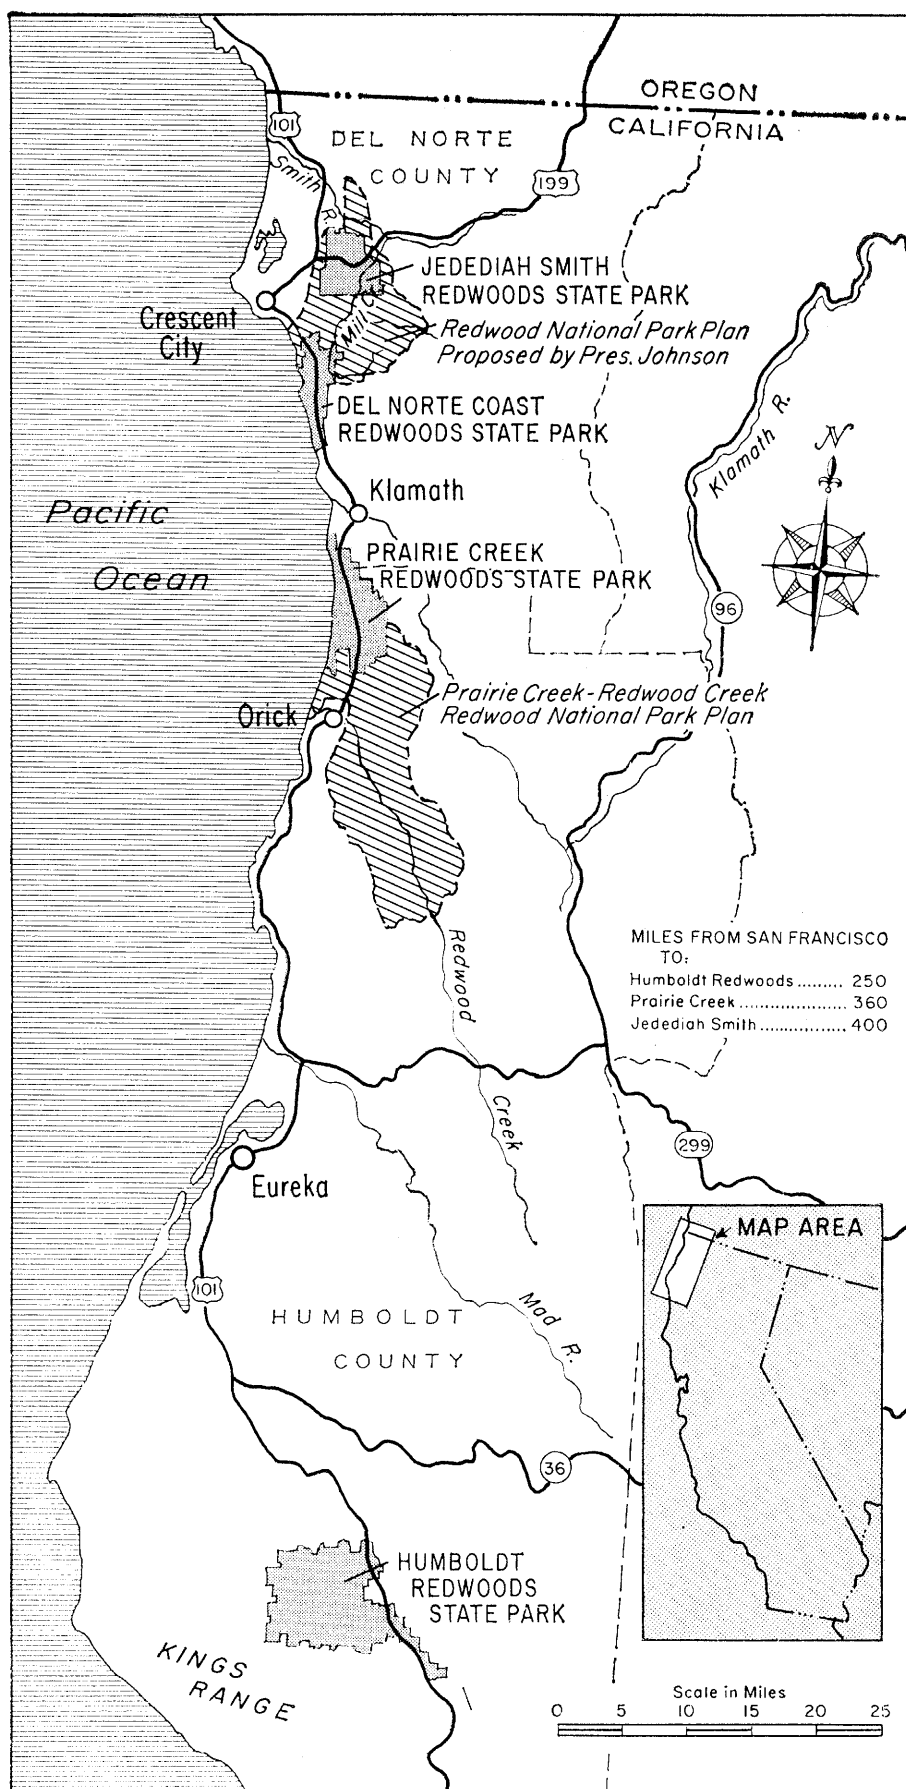 OREGON
CALIFORNIA
101
DEL NORTE
COUNTY
199
Smith
R.
JEDEDIAH SMITH
REDWOODS STATE PARK
Mill C.
Crescent
City
Redwood National Park Plan
Proposed by Pres. Johnson
DEL NORTE COAST
REDWOODS STATE PARK
Klamath R.
N
Klamath
Pacific
Ocean
PRAIRIE CREEK
REDWOODS STATE PARK
96
Prairie Creek-Redwood Creek
Redwood National Park Plan
Orick
Redwood
Creek
MILES FROM SAN FRANCISCO
TO:
Humboldt Redwoods ......... 250
Prairie Creek .................... 360
Jedediah Smith ................ 400
299
Eureka
MAP AREA
101
HUMBOLDT
COUNTY
Mad R.
36
HUMBOLDT
REDWOODS
STATE PARK
KINGS
RANGE
Scale in Miles
0 5 10 15 20 25